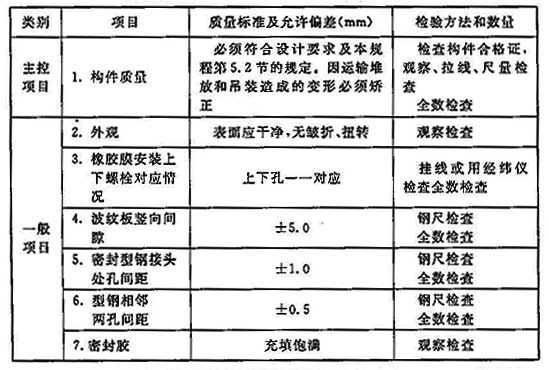 类别 项目 质量标准及允许偏差(mm) 检验方法和数量
主控
项目
1. 构件质量
必须符合设计要求及本规
程第5.2节的规定。因运输堆
放和吊装造成的变形必须矫
正
检查构件合格证,
观察、拉线、尺量检
查
全数检查
一般
项目
2. 外观 表面应干净,无皱折、扭转 观察检查
3. 橡胶膜安装上
下螺栓对应情
况
上下孔一一对应
挂线或用经纬仪
检查全数检查
4. 波纹板竖向间
隙
±5.0
钢尺检查
全数检查
5. 密封型钢接头
处孔间距
±1.0
钢尺检查
全数检查
6. 型钢相邻
两孔间距
±0.5
钢尺检查
全数检查
7. 密封胶 充填饱满 观察检查